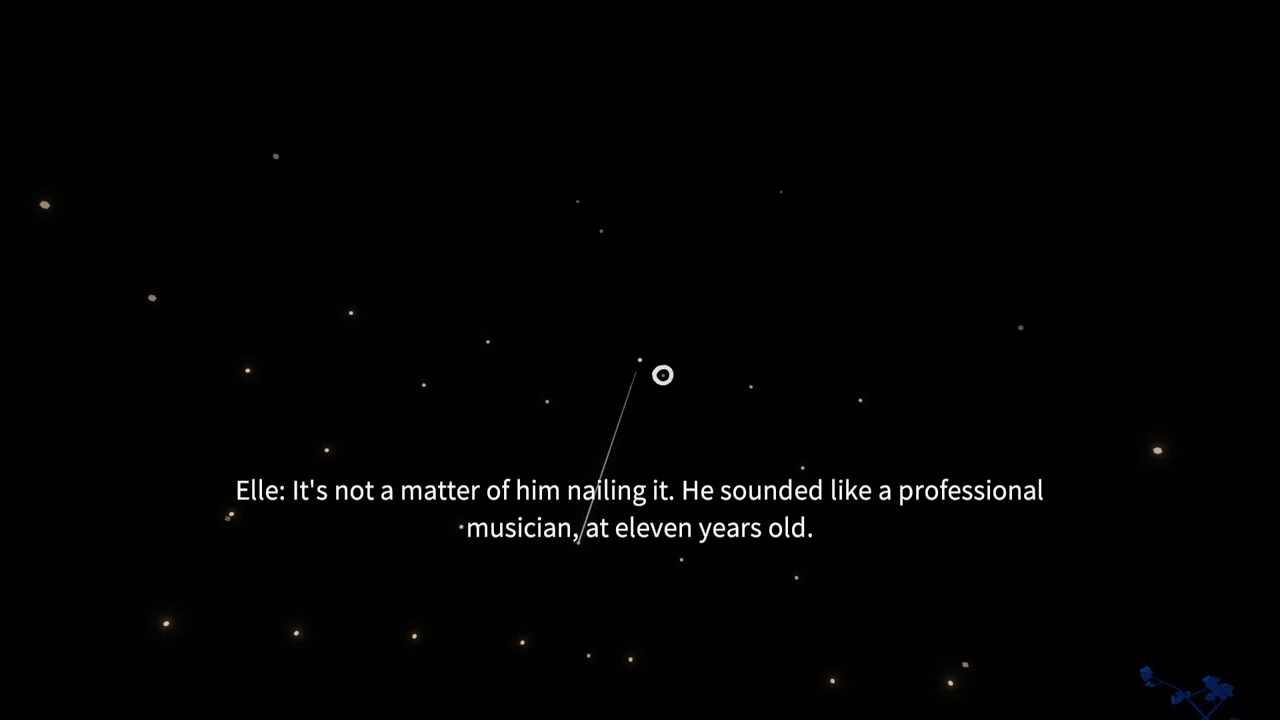 Elle: It's not a matter of him nailing it. He sounded like a professional
musician, at eleven years old.